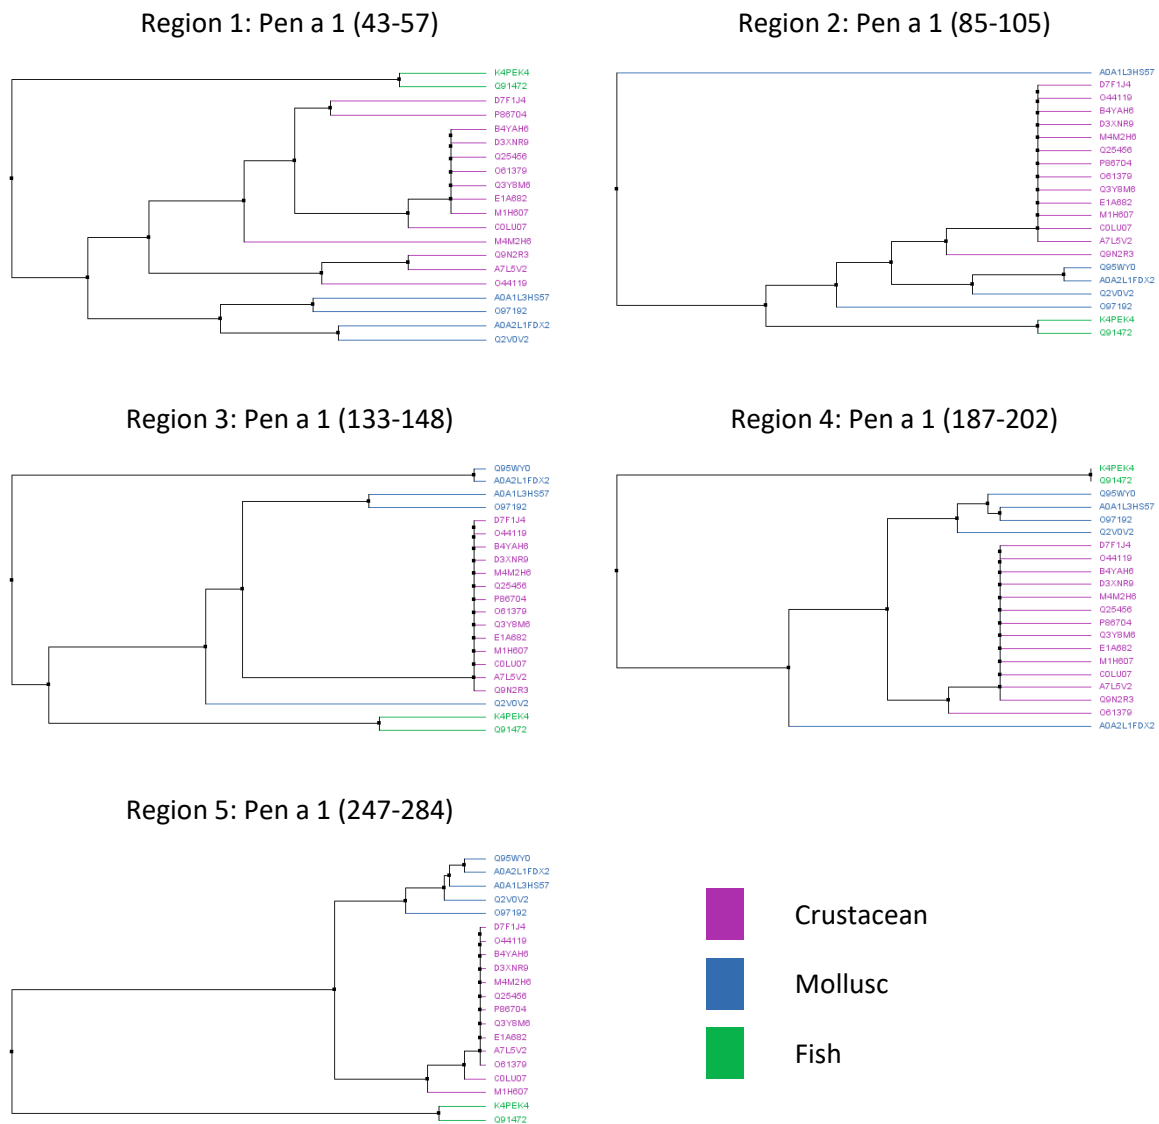 Region 1: Pen a 1 (43-57)
K4PEK4
Q91472
D7F1J4
P86704
B4YAH6
D3XNR9
Q25456
O61379
Q3Y8M6
E1A682
M1H607
C0LU07
M4M2H6
Q9N2R3
A7L5V2
O44119
A0A1L3HS57
O97192
A0A2L1FDX2
Q2V0V2
Region 2: Pen a 1 (85-105)
A0A1L3HS57
D7F1J4
O44119
B4YAH6
D3XNR9
M4M2H6
Q25456
P86704
O61379
Q3Y8M6
E1A682
M1H607
C0LU07
A7L5V2
Q9N2R3
Q95WY0
A0A2L1FDX2
Q2V0V2
O97192
K4PEK4
Q91472
Region 3: Pen a 1 (133-148)
Q95WY0
A0A2L1FDX2
A0A1L3HS57
O97192
D7F1J4
O44119
B4YAH6
D3XNR9
M4M2H6
Q25456
P86704
O61379
Q3Y8M6
E1A682
M1H607
C0LU07
A7L5V2
Q9N2R3
Q2V0V2
K4PEK4
Q91472
Region 4: Pen a 1 (187-202)
K4PEK4
Q91472
Q95WY0
A0A1L3HS57
O97192
Q2V0V2
D7F1J4
O44119
B4YAH6
D3XNR9
M4M2H6
Q25456
P86704
Q3Y8M6
E1A682
M1H607
C0LU07
A7L5V2
Q9N2R3
O61379
A0A2L1FDX2
Region 5: Pen a 1 (247-284)
Q95WY0
A0A2L1FDX2
A0A1L3HS57
Q2V0V2
O97192
D7F1J4
O44119
B4YAH6
D3XNR9
M4M2H6
Q25456
P86704
Q3Y8M6
E1A682
A7L5V2
O61379
C0LU07
M1H607
K4PEK4
Q91472
Crustacean
Mollusc
Fish